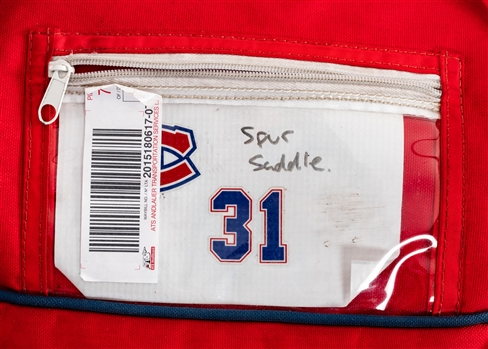 Spur
Saddle.
31
2015180617-0
ATS ANDLAUER TRANSPORTATION SERVICES L.
7